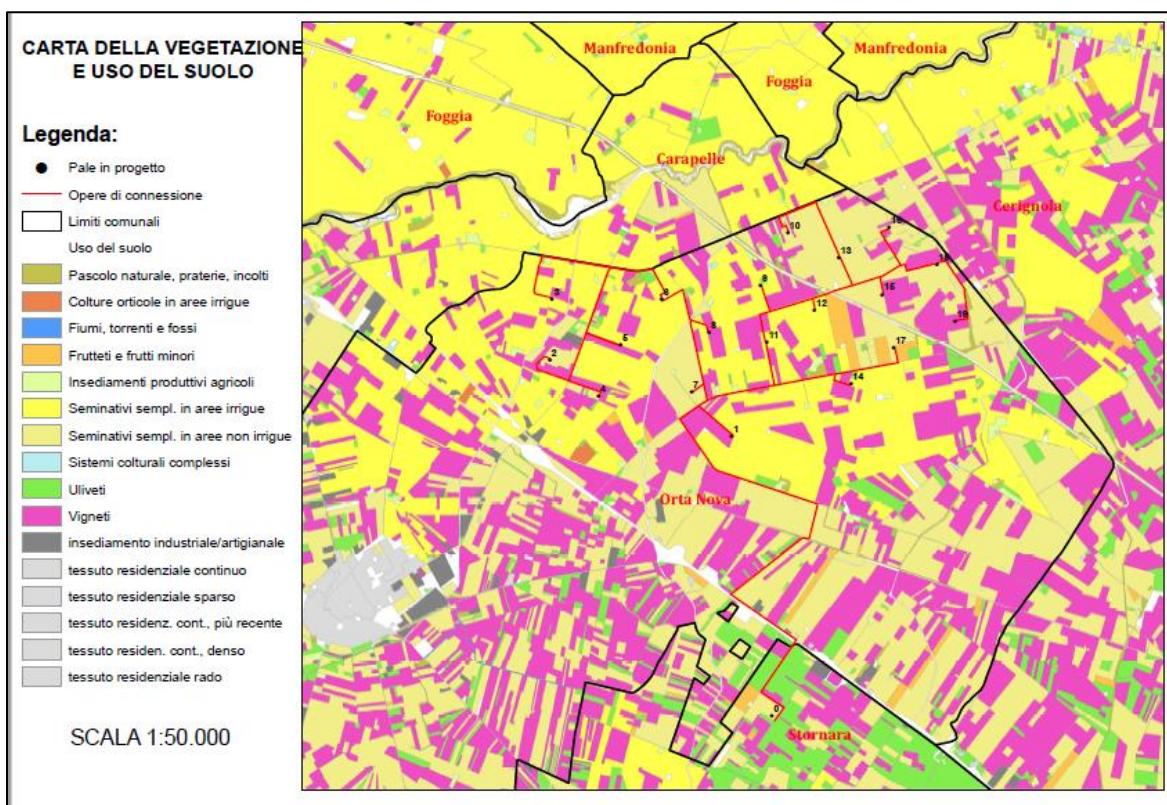 CARTA DELLA VEGETAZIONE
E USO DEL SUOLO
Legenda:
Pale in progetto
Opere di connessione
Limiti comunali
Uso del suolo
Pascolo naturale, praterie, incolti
Colture orticole in aree irrigue
Fiumi, torrenti e fossi
Frutteti e frutti minori
Insediamenti produttivi agricoli
Seminativi sempl. in aree irrigue
Seminativi sempl. in aree non irrigue
Sistemi colturali complessi
Uliveti
Vigneti
insediamento industriale/artigianale
tessuto residenziale continuo
tessuto residenziale sparso
tessuto residenz. cont., più recente
tessuto residen. cont., denso
tessuto residenziale rado
SCALA 1:50.000
Manfredonia
Manfredonia
Foggia
Foggia
Carapelle
Cerignola
10
13
9
3
15
12
19
5
11
17
2
14
4
7
1
Orta Nova
0
Stornara